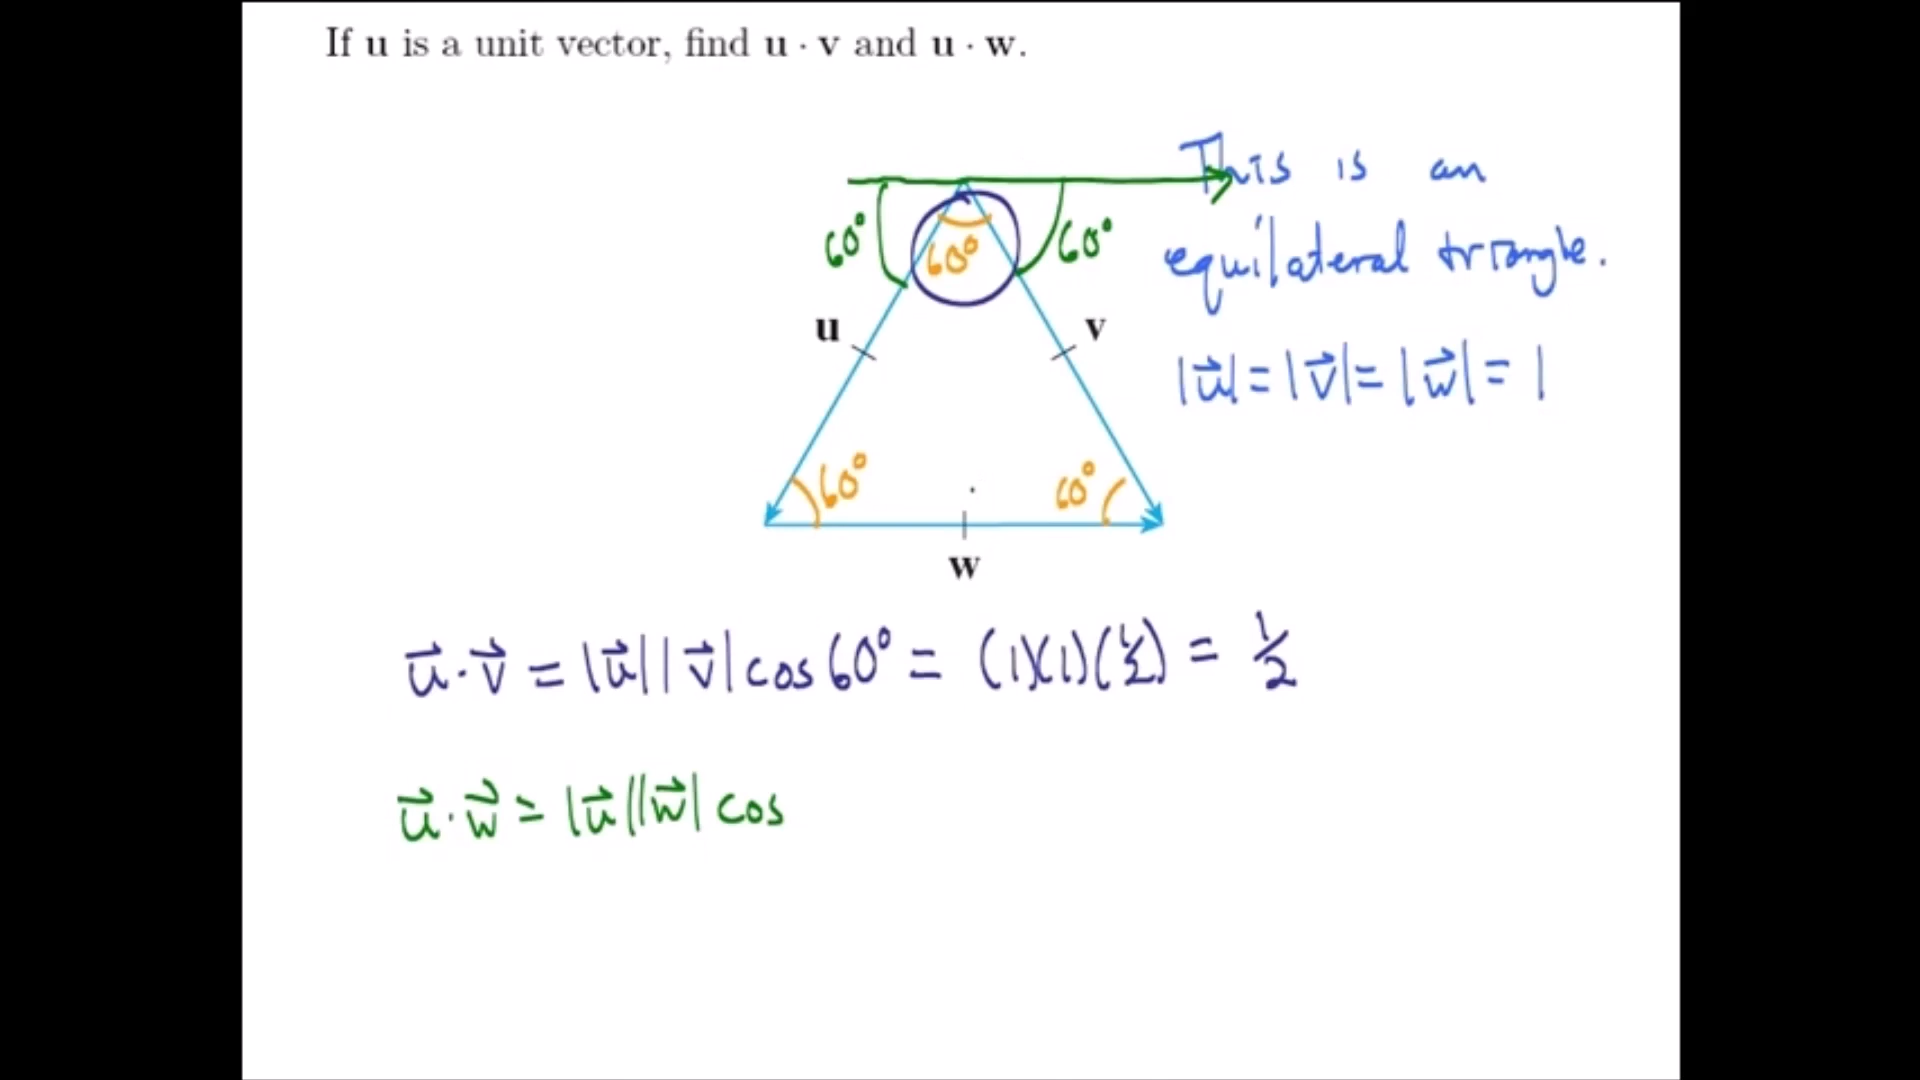 If u is a unit vector, find u · v and u · w.
This is an
equilateral triangle.
60° 60° 60°
u v
|u⃗| = |v⃗| = |w⃗| = 1
60° 60°
w
u⃗ · v⃗ = |u⃗| |v⃗| cos 60° = (1)(1)(½) = ½
u⃗ · w⃗ = |u⃗| |w⃗| cos